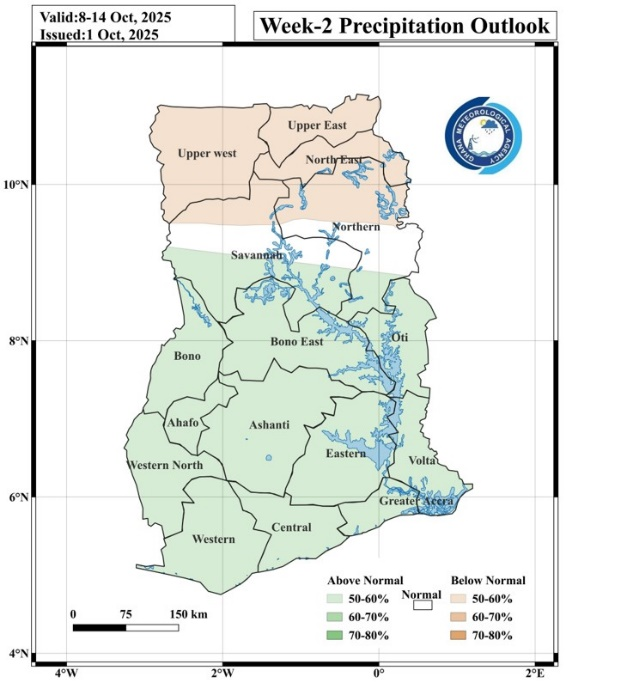 Valid:8-14 Oct, 2025
Issued:1 Oct, 2025
Week-2 Precipitation Outlook
GHANA METEOROLOGICAL AGENCY
Upper East
Upper west
North East
10°N
Northern
Savannah
8°N
Bono East
Oti
Bono
Ahafo
Ashanti
Eastern
Volta
Western North
6°N
Greater Accra
Central
Western
Above Normal
Normal
Below Normal
50-60%
50-60%
60-70%
60-70%
70-80%
70-80%
0
75
150 km
4°N
4°W
2°W
0°
2°E